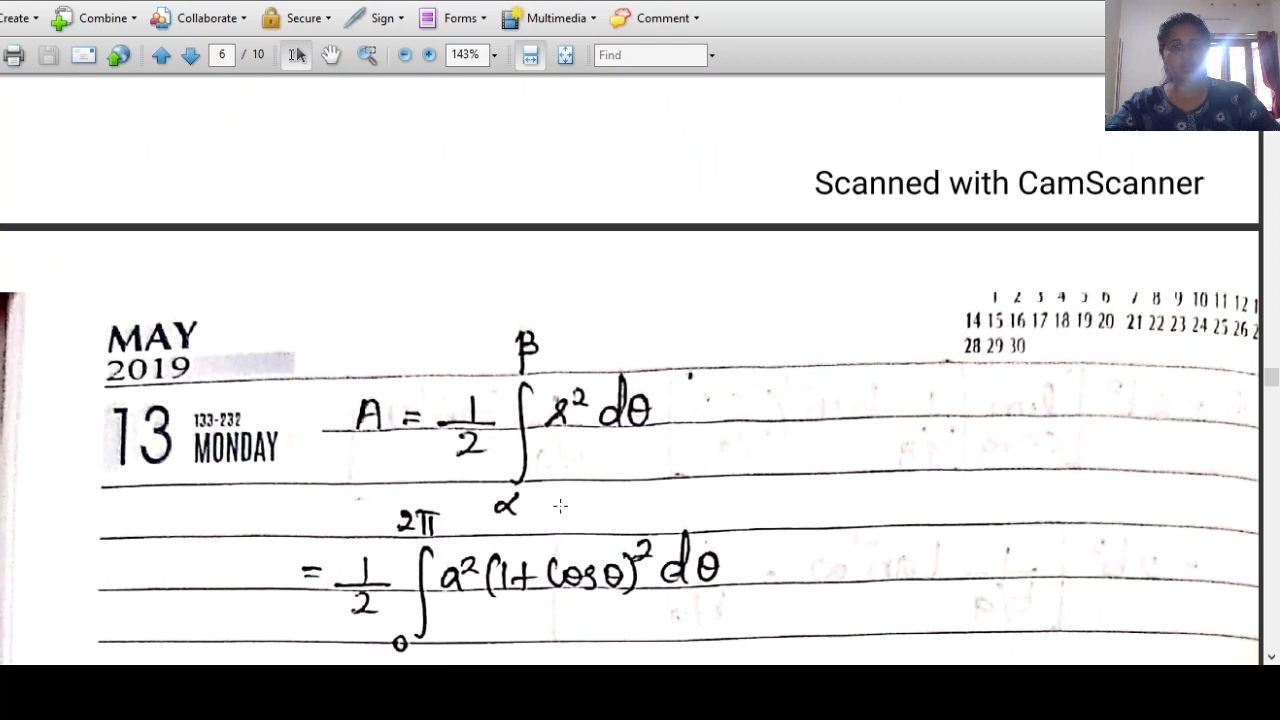 Create Combine Collaborate Secure Sign Forms Multimedia Comment
6 / 10 143% Find
Scanned with CamScanner
1 2 3 4 5 6 7 8 9 10 11 12 1
14 15 16 17 18 19 20 21 22 23 24 25 26 2
28 29 30
MAY
2019
13 133-232
MONDAY
A = 1/2 ∫_α^β r² dθ
= 1/2 ∫_0^{2π} a² (1 + cosθ)² dθ